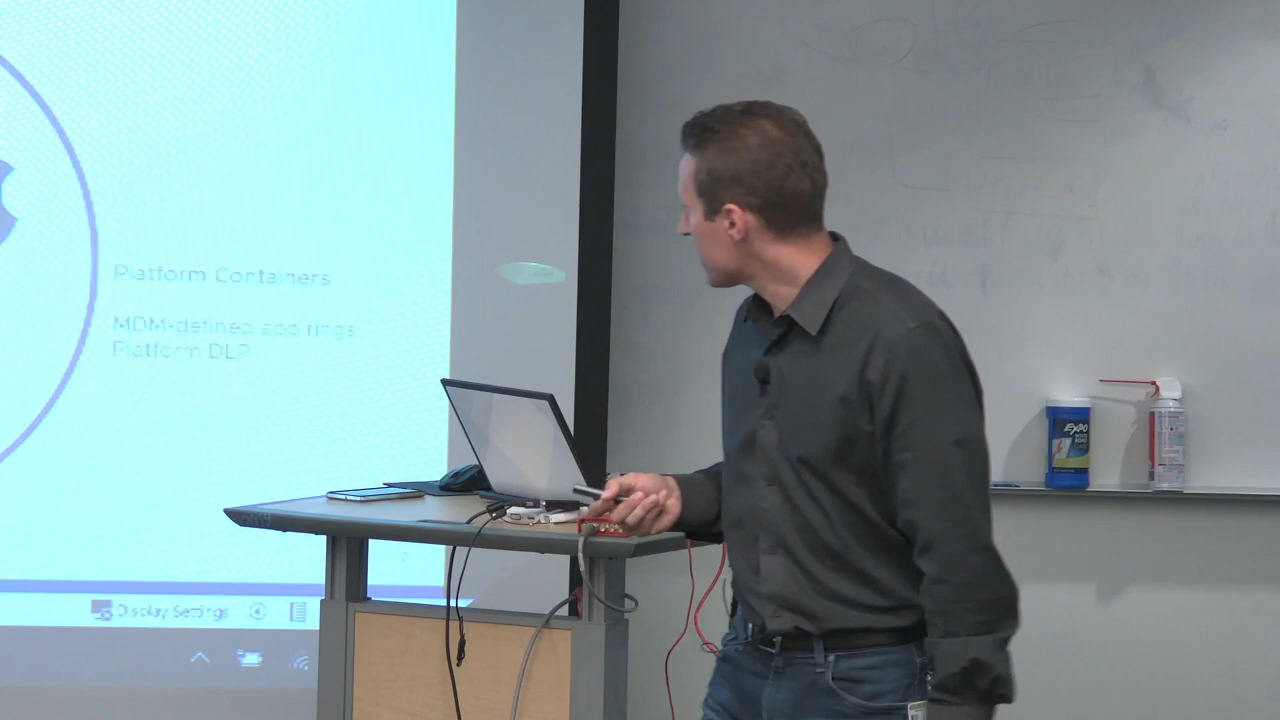 Platform Containers
MDM-defined app rings
Platform DLP
Display Settings
EXPO